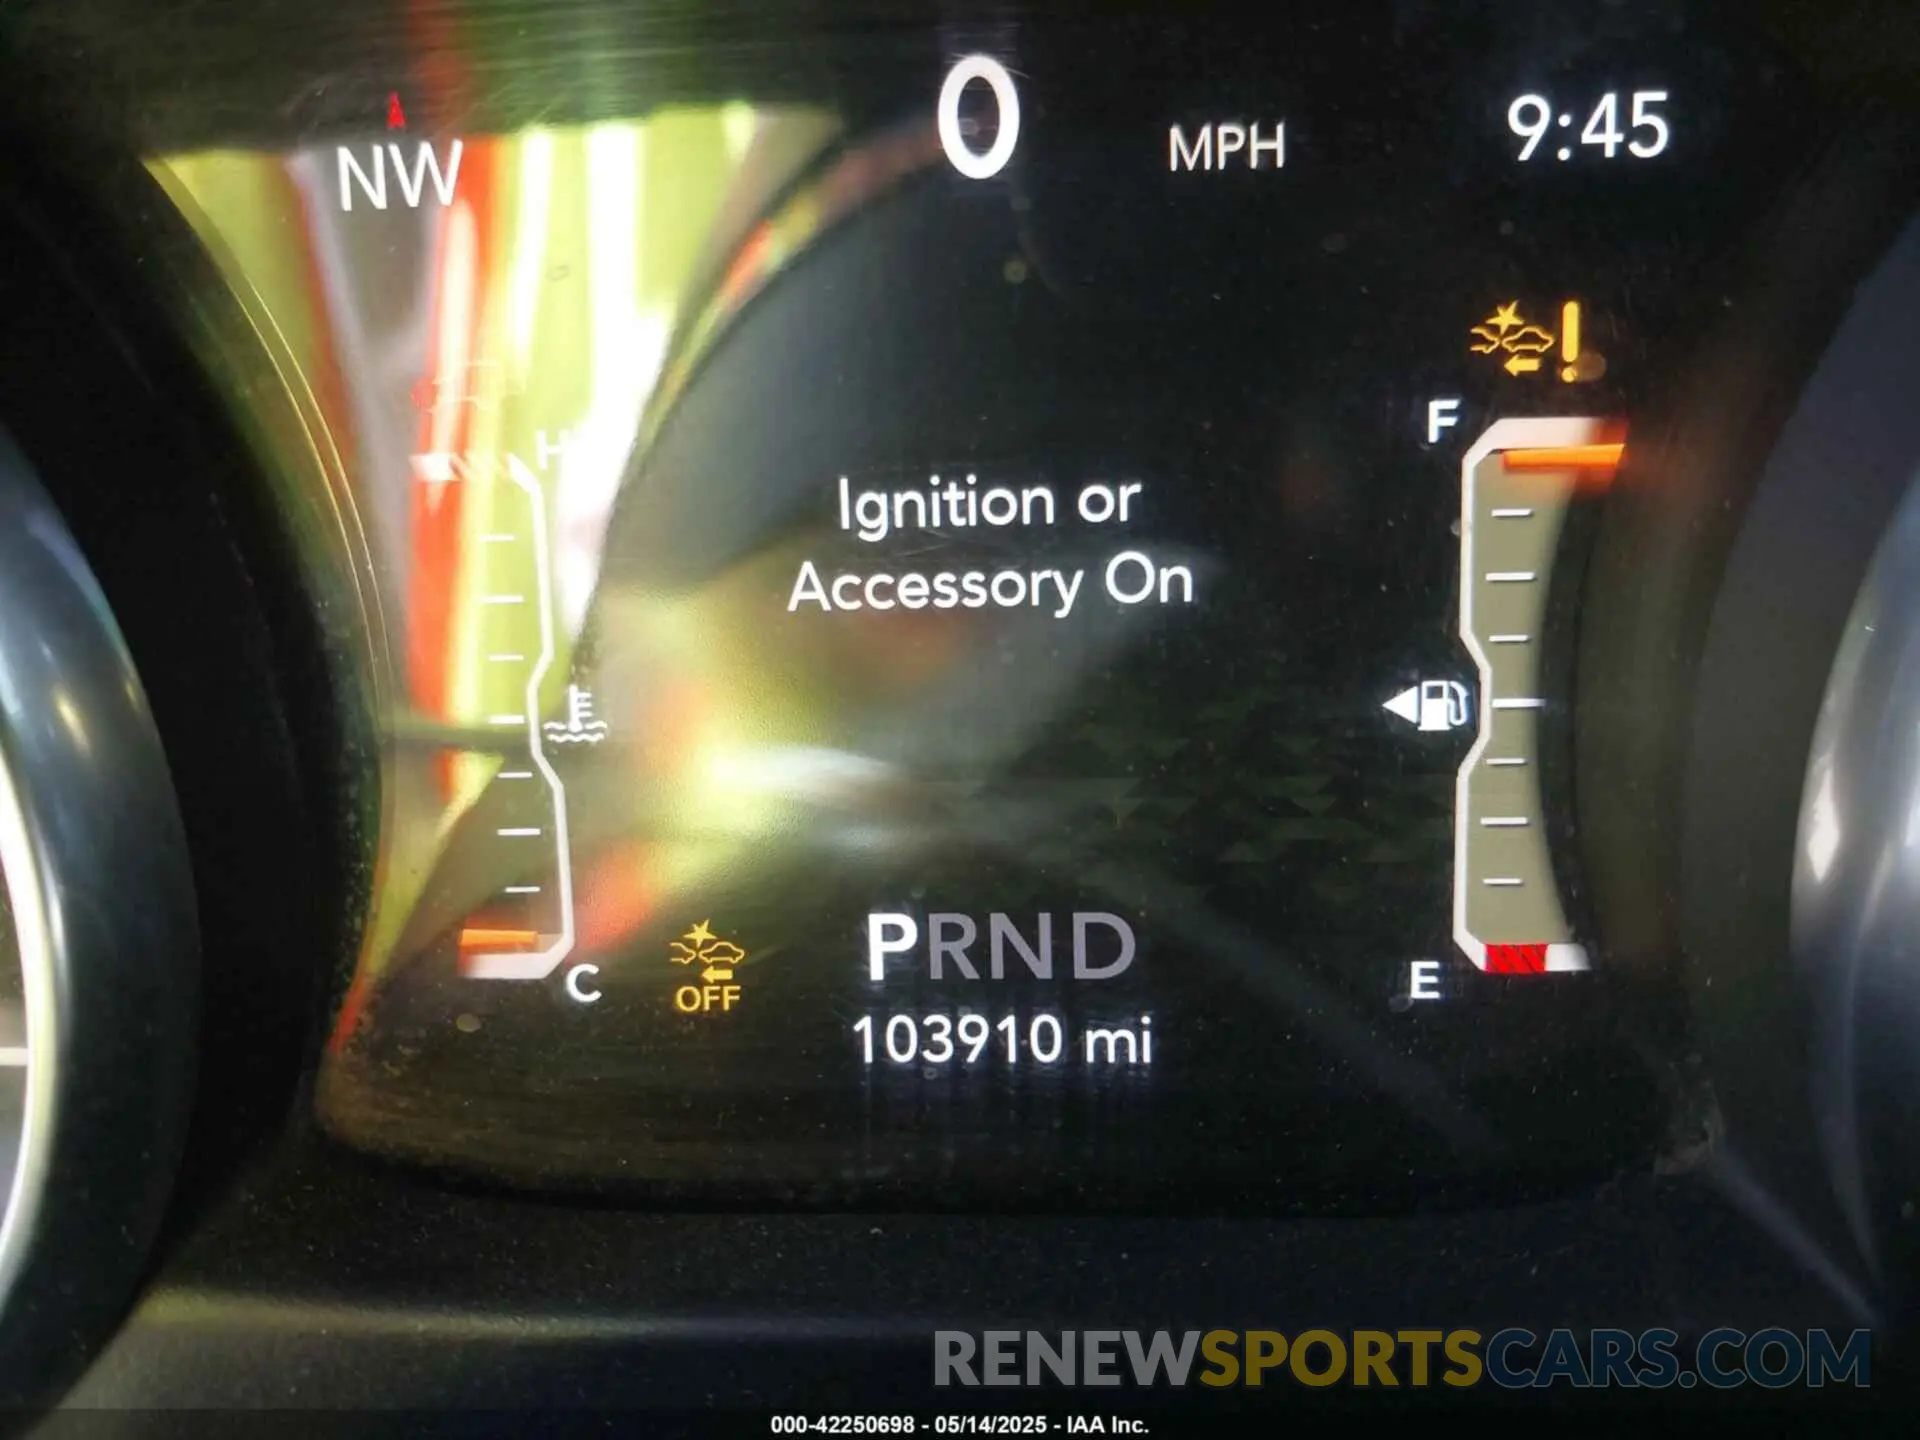 0 MPH 9:45
NW
F
H
Ignition or
Accessory On
PRND
C OFF E
103910 mi
RENEWSPORTSCARS.COM
000-42250698 - 05/14/2025 - IAA Inc.